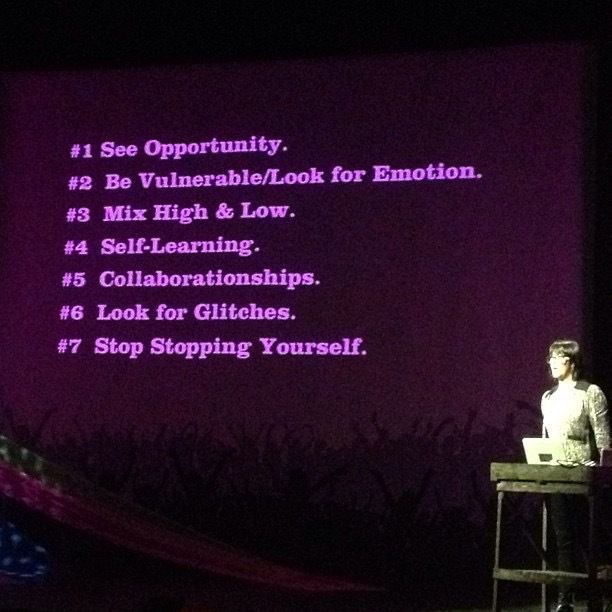 #1 See Opportunity.
#2 Be Vulnerable/Look for Emotion.
#3 Mix High & Low.
#4 Self-Learning.
#5 Collaborationships.
#6 Look for Glitches.
#7 Stop Stopping Yourself.